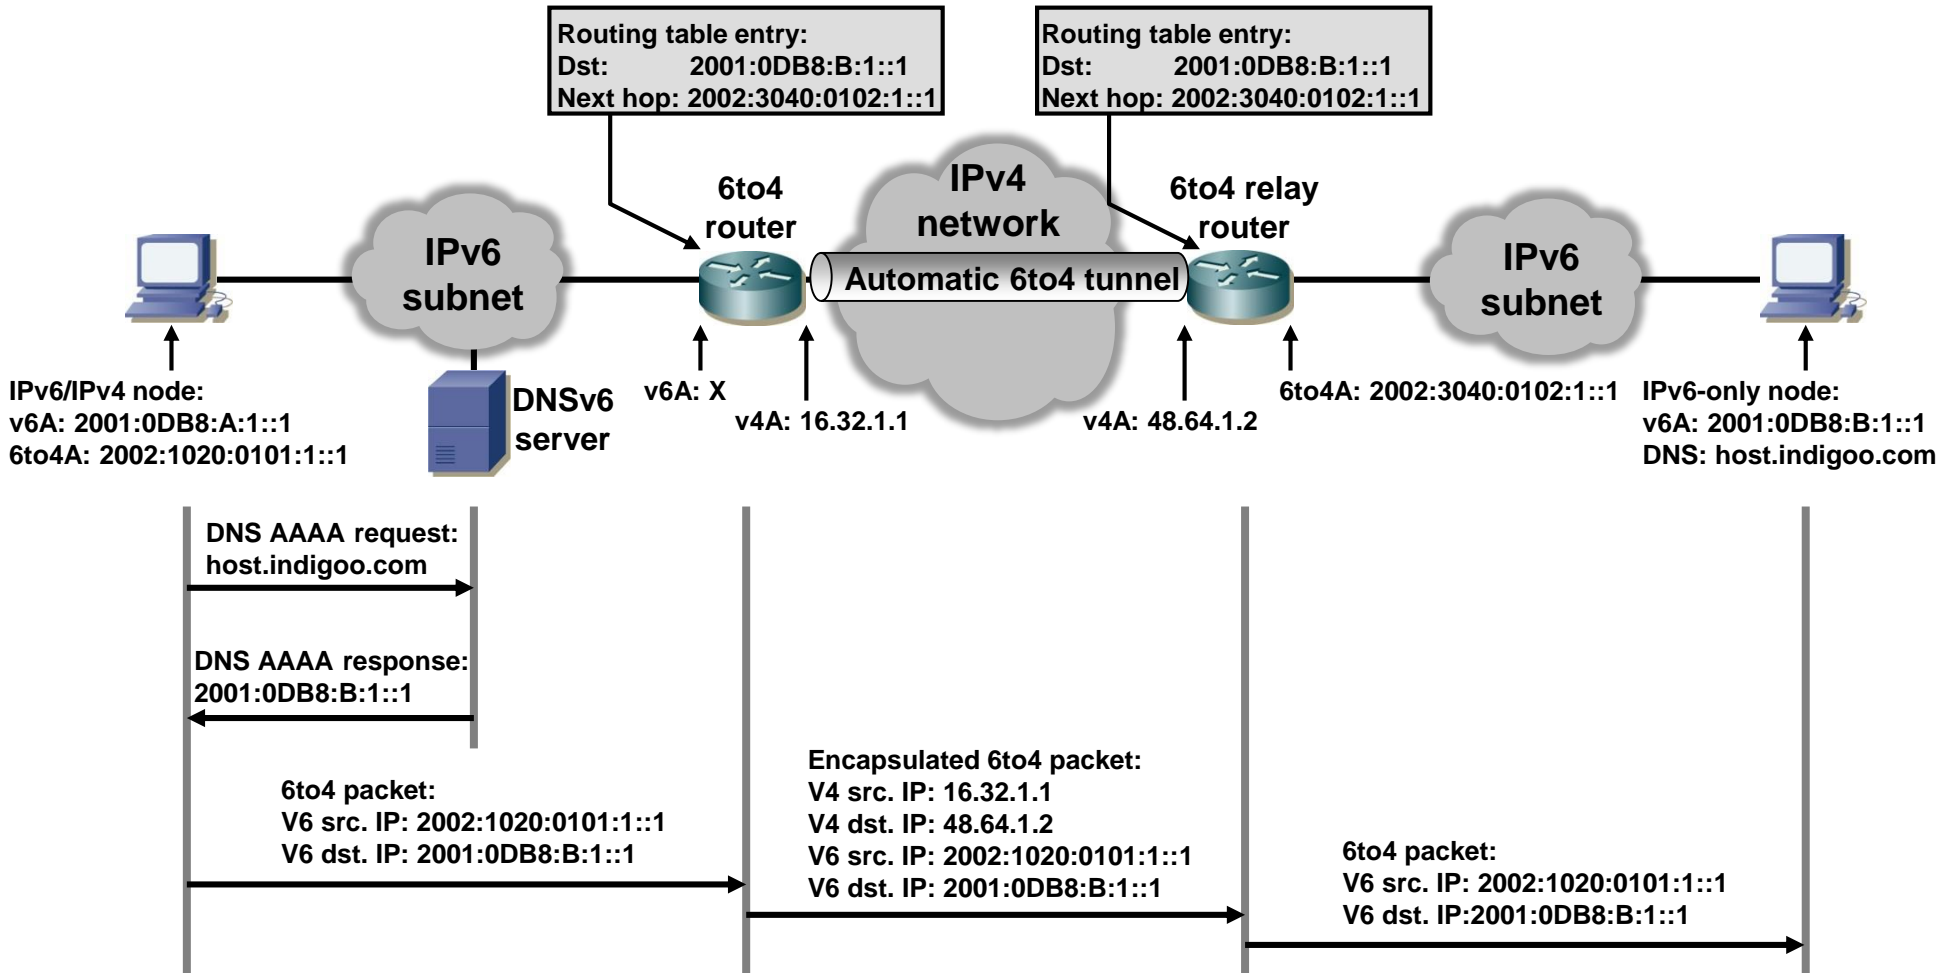 Routing table entry:
Dst: 2001:0DB8:B:1::1
Next hop: 2002:3040:0102:1::1
Routing table entry:
Dst: 2001:0DB8:B:1::1
Next hop: 2002:3040:0102:1::1
6to4
router
IPv4
network
6to4 relay
router
IPv6
subnet
Automatic 6to4 tunnel
IPv6
subnet
IPv6/IPv4 node:
v6A: 2001:0DB8:A:1::1
6to4A: 2002:1020:0101:1::1
DNSv6
server
v6A: X
v4A: 16.32.1.1
v4A: 48.64.1.2
6to4A: 2002:3040:0102:1::1
IPv6-only node:
v6A: 2001:0DB8:B:1::1
DNS: host.indigoo.com
DNS AAAA request:
host.indigoo.com
DNS AAAA response:
2001:0DB8:B:1::1
6to4 packet:
V6 src. IP: 2002:1020:0101:1::1
V6 dst. IP: 2001:0DB8:B:1::1
Encapsulated 6to4 packet:
V4 src. IP: 16.32.1.1
V4 dst. IP: 48.64.1.2
V6 src. IP: 2002:1020:0101:1::1
V6 dst. IP: 2001:0DB8:B:1::1
6to4 packet:
V6 src. IP: 2002:1020:0101:1::1
V6 dst. IP:2001:0DB8:B:1::1